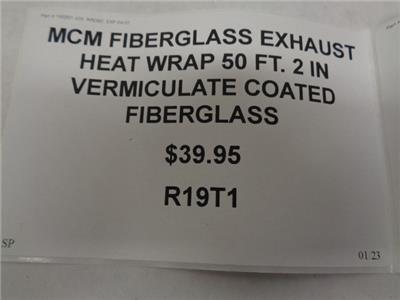 MCM FIBERGLASS EXHAUST
HEAT WRAP 50 FT. 2 IN
VERMICULATE COATED
FIBERGLASS
$39.95
R19T1
SP
01/23